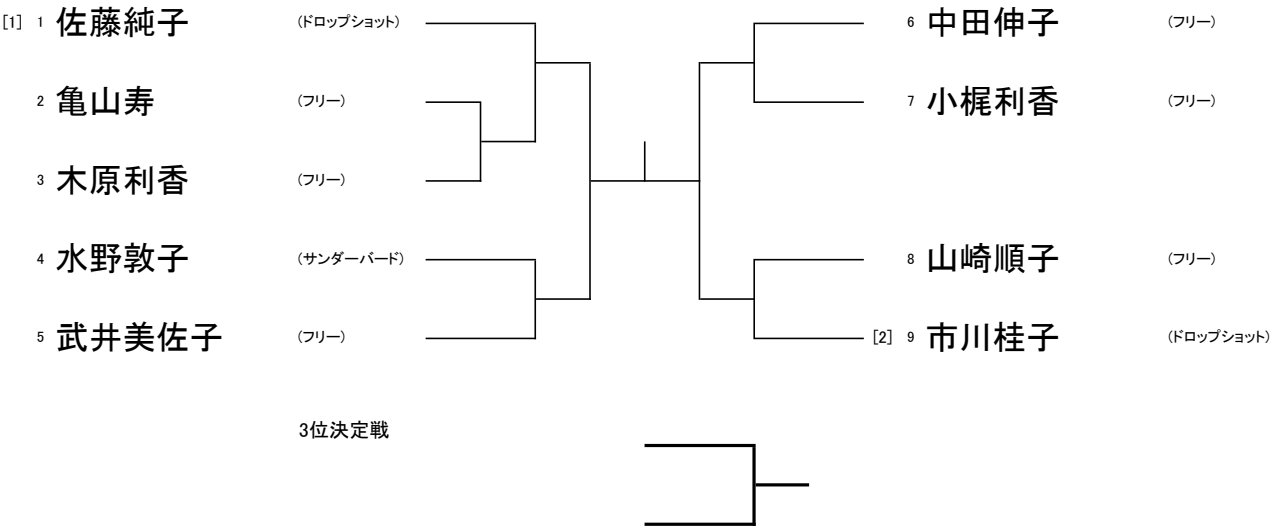 [1] 1 佐藤純子 (ドロップショット)
2 亀山寿 (フリー)
3 木原利香 (フリー)
4 水野敦子 (サンダーバード)
5 武井美佐子 (フリー)
6 中田伸子 (フリー)
7 小梶利香 (フリー)
8 山崎順子 (フリー)
[2] 9 市川桂子 (ドロップショット)
3位決定戦